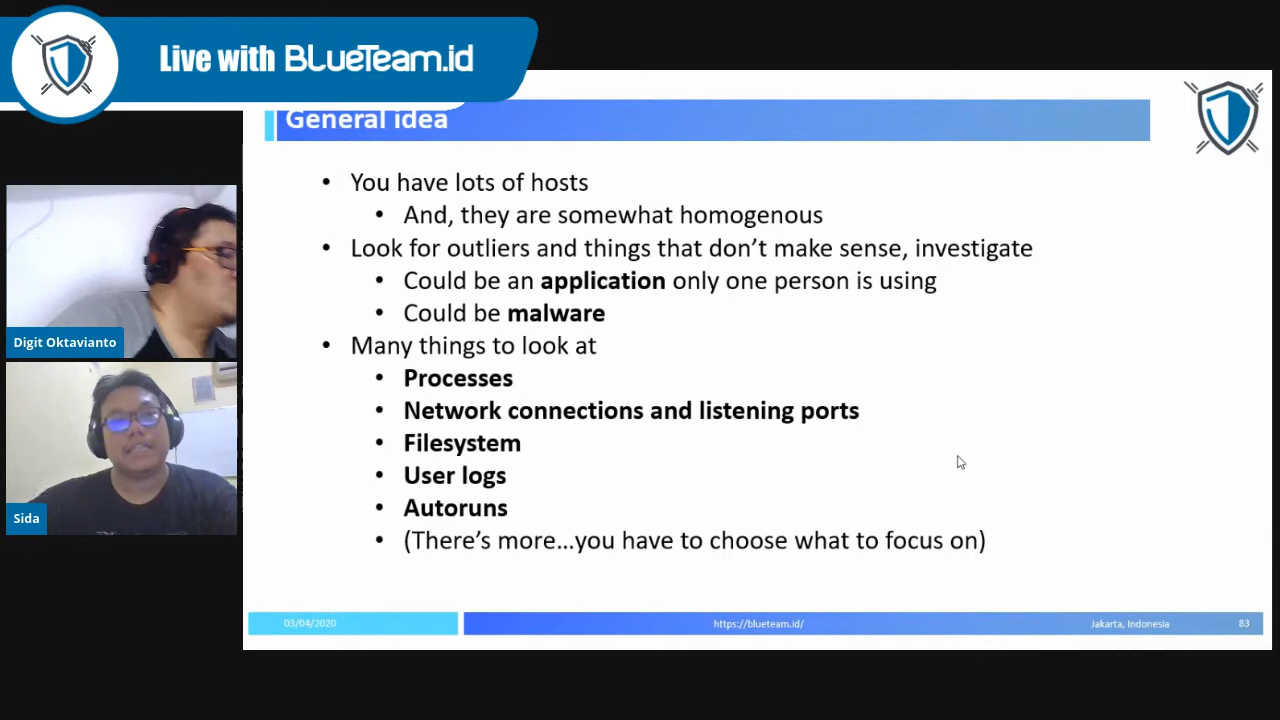 Live with BLUeTeam.id
General idea
• You have lots of hosts
• And, they are somewhat homogenous
• Look for outliers and things that don't make sense, investigate
• Could be an application only one person is using
• Could be malware
• Many things to look at
• Processes
• Network connections and listening ports
• Filesystem
• User logs
• Autoruns
• (There's more...you have to choose what to focus on)
Digit Oktavianto
Sida
03/04/2020
https://blueteam.id/
Jakarta, Indonesia
83